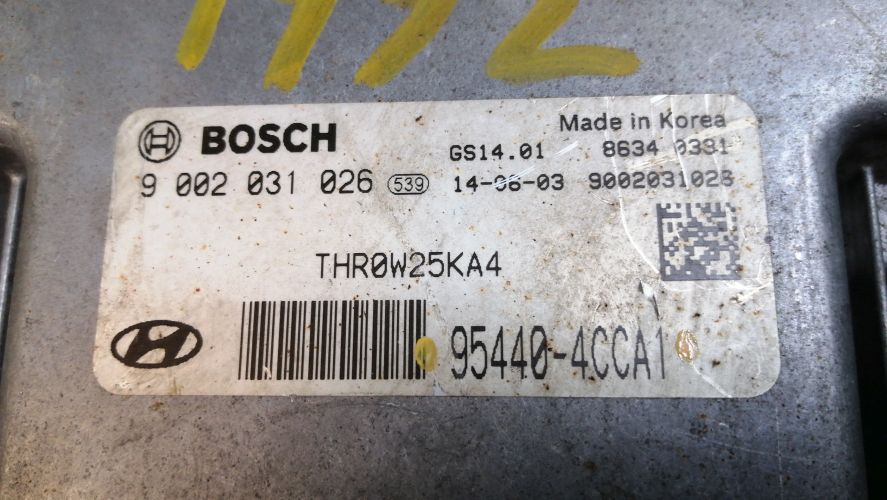 BOSCH
Made in Korea
GS14.01 8634 0331
9 002 031 026 539 14-08-03 9002031026
THR0W25KA4
95440-4CCA1